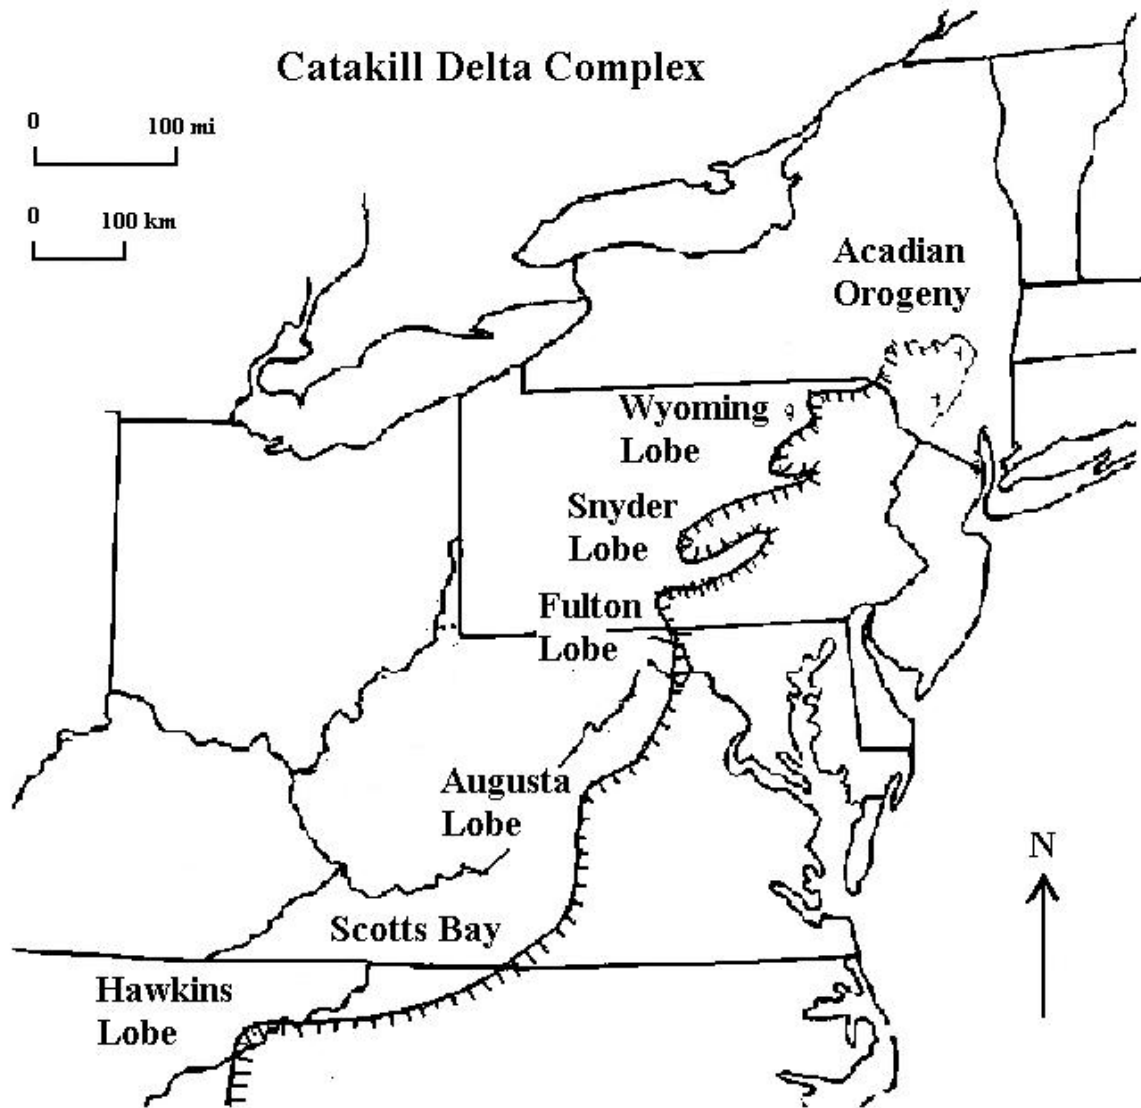 Catakill Delta Complex
0 100 mi
0 100 km
Acadian
Orogeny
Wyoming
Lobe
Snyder
Lobe
Fulton
Lobe
Augusta
Lobe
N
Scotts Bay
Hawkins
Lobe